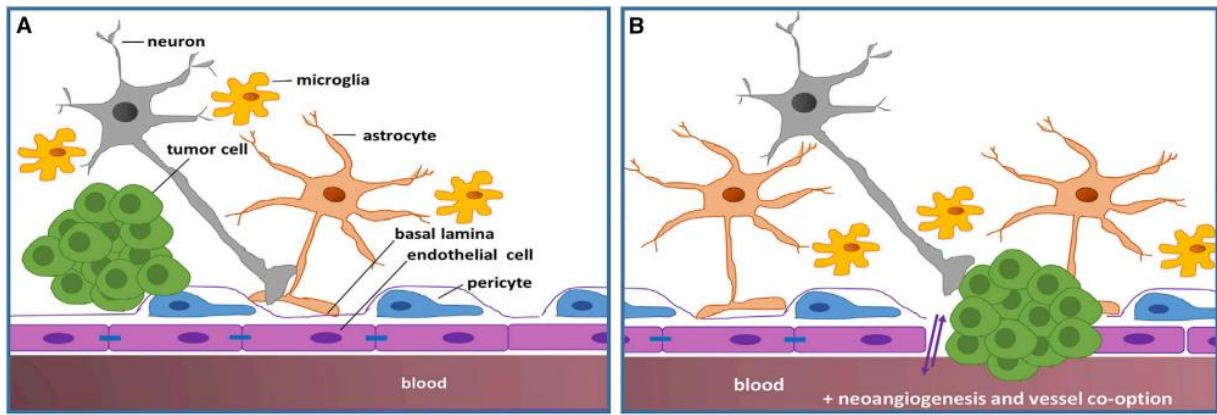 A
neuron
microglia
astrocyte
tumor cell
basal lamina
endothelial cell
pericyte
blood
B
blood
+ neoangiogenesis and vessel co-option